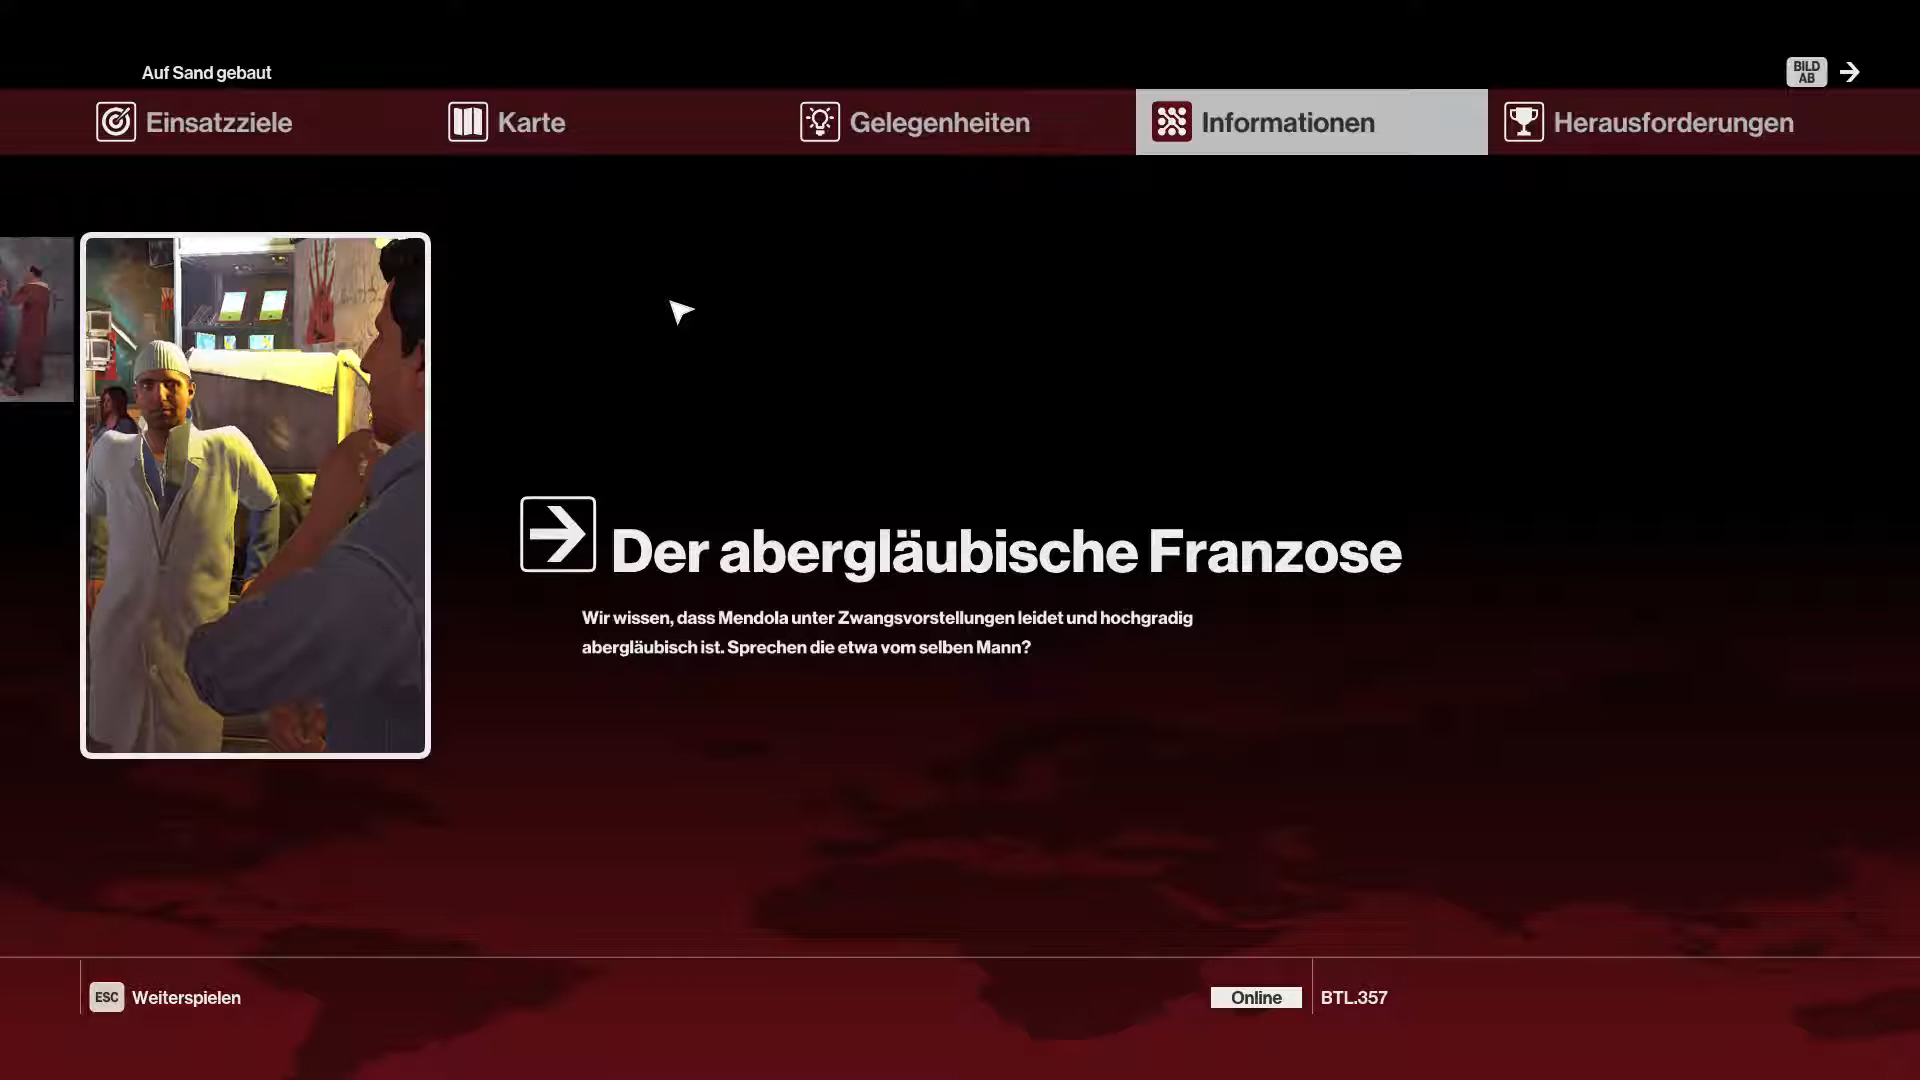 Auf Sand gebaut
BILD
AB
Einsatzziele
Karte
Gelegenheiten
Informationen
Herausforderungen
Der abergläubische Franzose
Wir wissen, dass Mendola unter Zwangsvorstellungen leidet und hochgradig
abergläubisch ist. Sprechen die etwa vom selben Mann?
ESC Weiterspielen
Online
BTL.357